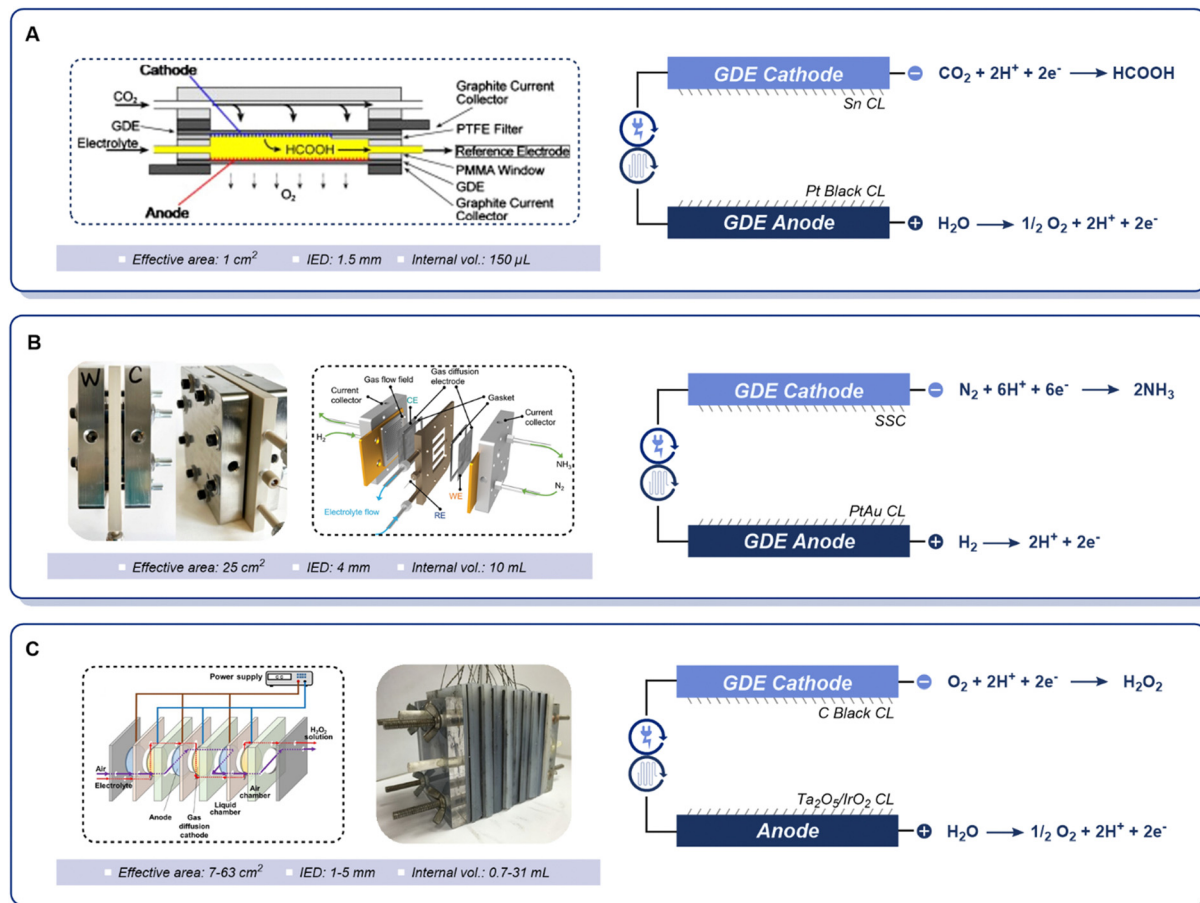 A
Cathode
CO₂
GDE
Electrolyte
HCOOH
O₂
Anode
Graphite Current
Collector
PTFE Filter
Reference Electrode
PMMA Window
GDE
Graphite Current
Collector
Effective area: 1 cm² IED: 1.5 mm Internal vol.: 150 µL
GDE Cathode
Sn CL
− CO₂ + 2H⁺ + 2e⁻ ⟶ HCOOH
Pt Black CL
GDE Anode
+ H₂O ⟶ 1/₂ O₂ + 2H⁺ + 2e⁻
B
W C
Current
collector
Gas flow field
CE
Gas diffusion
electrode
Gasket
Current
collector
H₂
NH₃
N₂
WE
RE
Electrolyte flow
Effective area: 25 cm² IED: 4 mm Internal vol.: 10 mL
GDE Cathode
SSC
− N₂ + 6H⁺ + 6e⁻ ⟶ 2NH₃
PtAu CL
GDE Anode
+ H₂ ⟶ 2H⁺ + 2e⁻
C
Power supply
H₂O₂
solution
Air
Electrolyte
Anode
Gas
diffusion
cathode
Liquid
chamber
Air
chamber
Effective area: 7-63 cm² IED: 1-5 mm Internal vol.: 0.7-31 mL
GDE Cathode
C Black CL
− O₂ + 2H⁺ + 2e⁻ ⟶ H₂O₂
Ta₂O₅/IrO₂ CL
Anode
+ H₂O ⟶ 1/₂ O₂ + 2H⁺ + 2e⁻